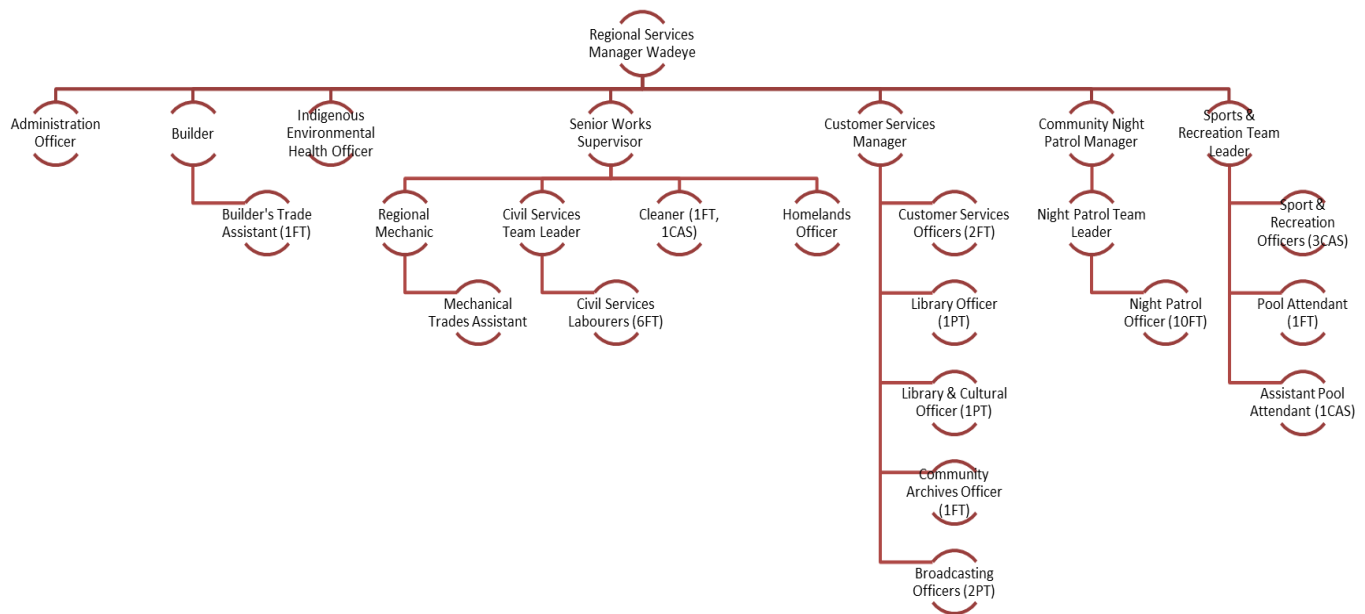 Regional Services
Manager Wadeye
Administration
Officer
Builder
Indigenous
Environmental
Health Officer
Senior Works
Supervisor
Customer Services
Manager
Community Night
Patrol Manager
Sports &
Recreation Team
Leader
Builder's Trade
Assistant (1FT)
Regional
Mechanic
Civil Services
Team Leader
Cleaner (1FT,
1CAS)
Homelands
Officer
Customer Services
Officers (2FT)
Night Patrol Team
Leader
Sport &
Recreation
Officers (3CAS)
Mechanical
Trades Assistant
Civil Services
Labourers (6FT)
Library Officer
(1PT)
Night Patrol
Officer (10FT)
Pool Attendant
(1FT)
Library & Cultural
Officer (1PT)
Assistant Pool
Attendant (1CAS)
Community
Archives Officer
(1FT)
Broadcasting
Officers (2PT)